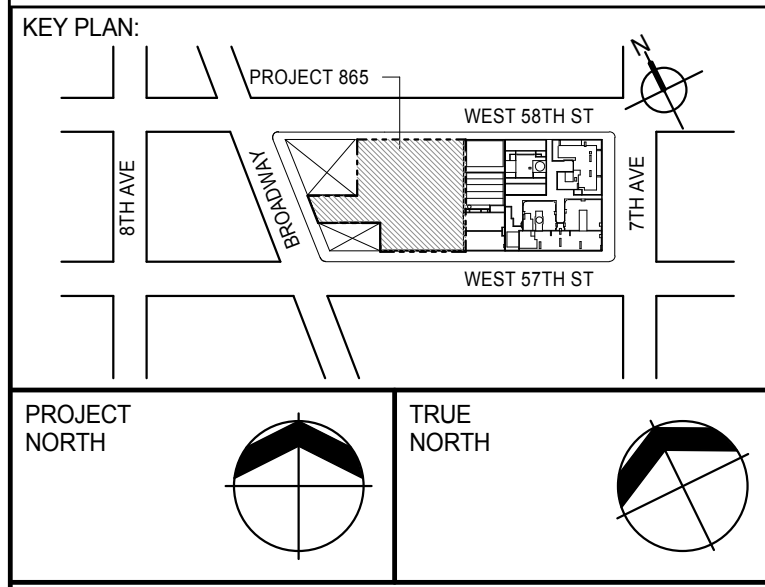 KEY PLAN:
PROJECT 865
N
WEST 58TH ST
8TH AVE
BROADWAY
7TH AVE
WEST 57TH ST
PROJECT
NORTH
TRUE
NORTH